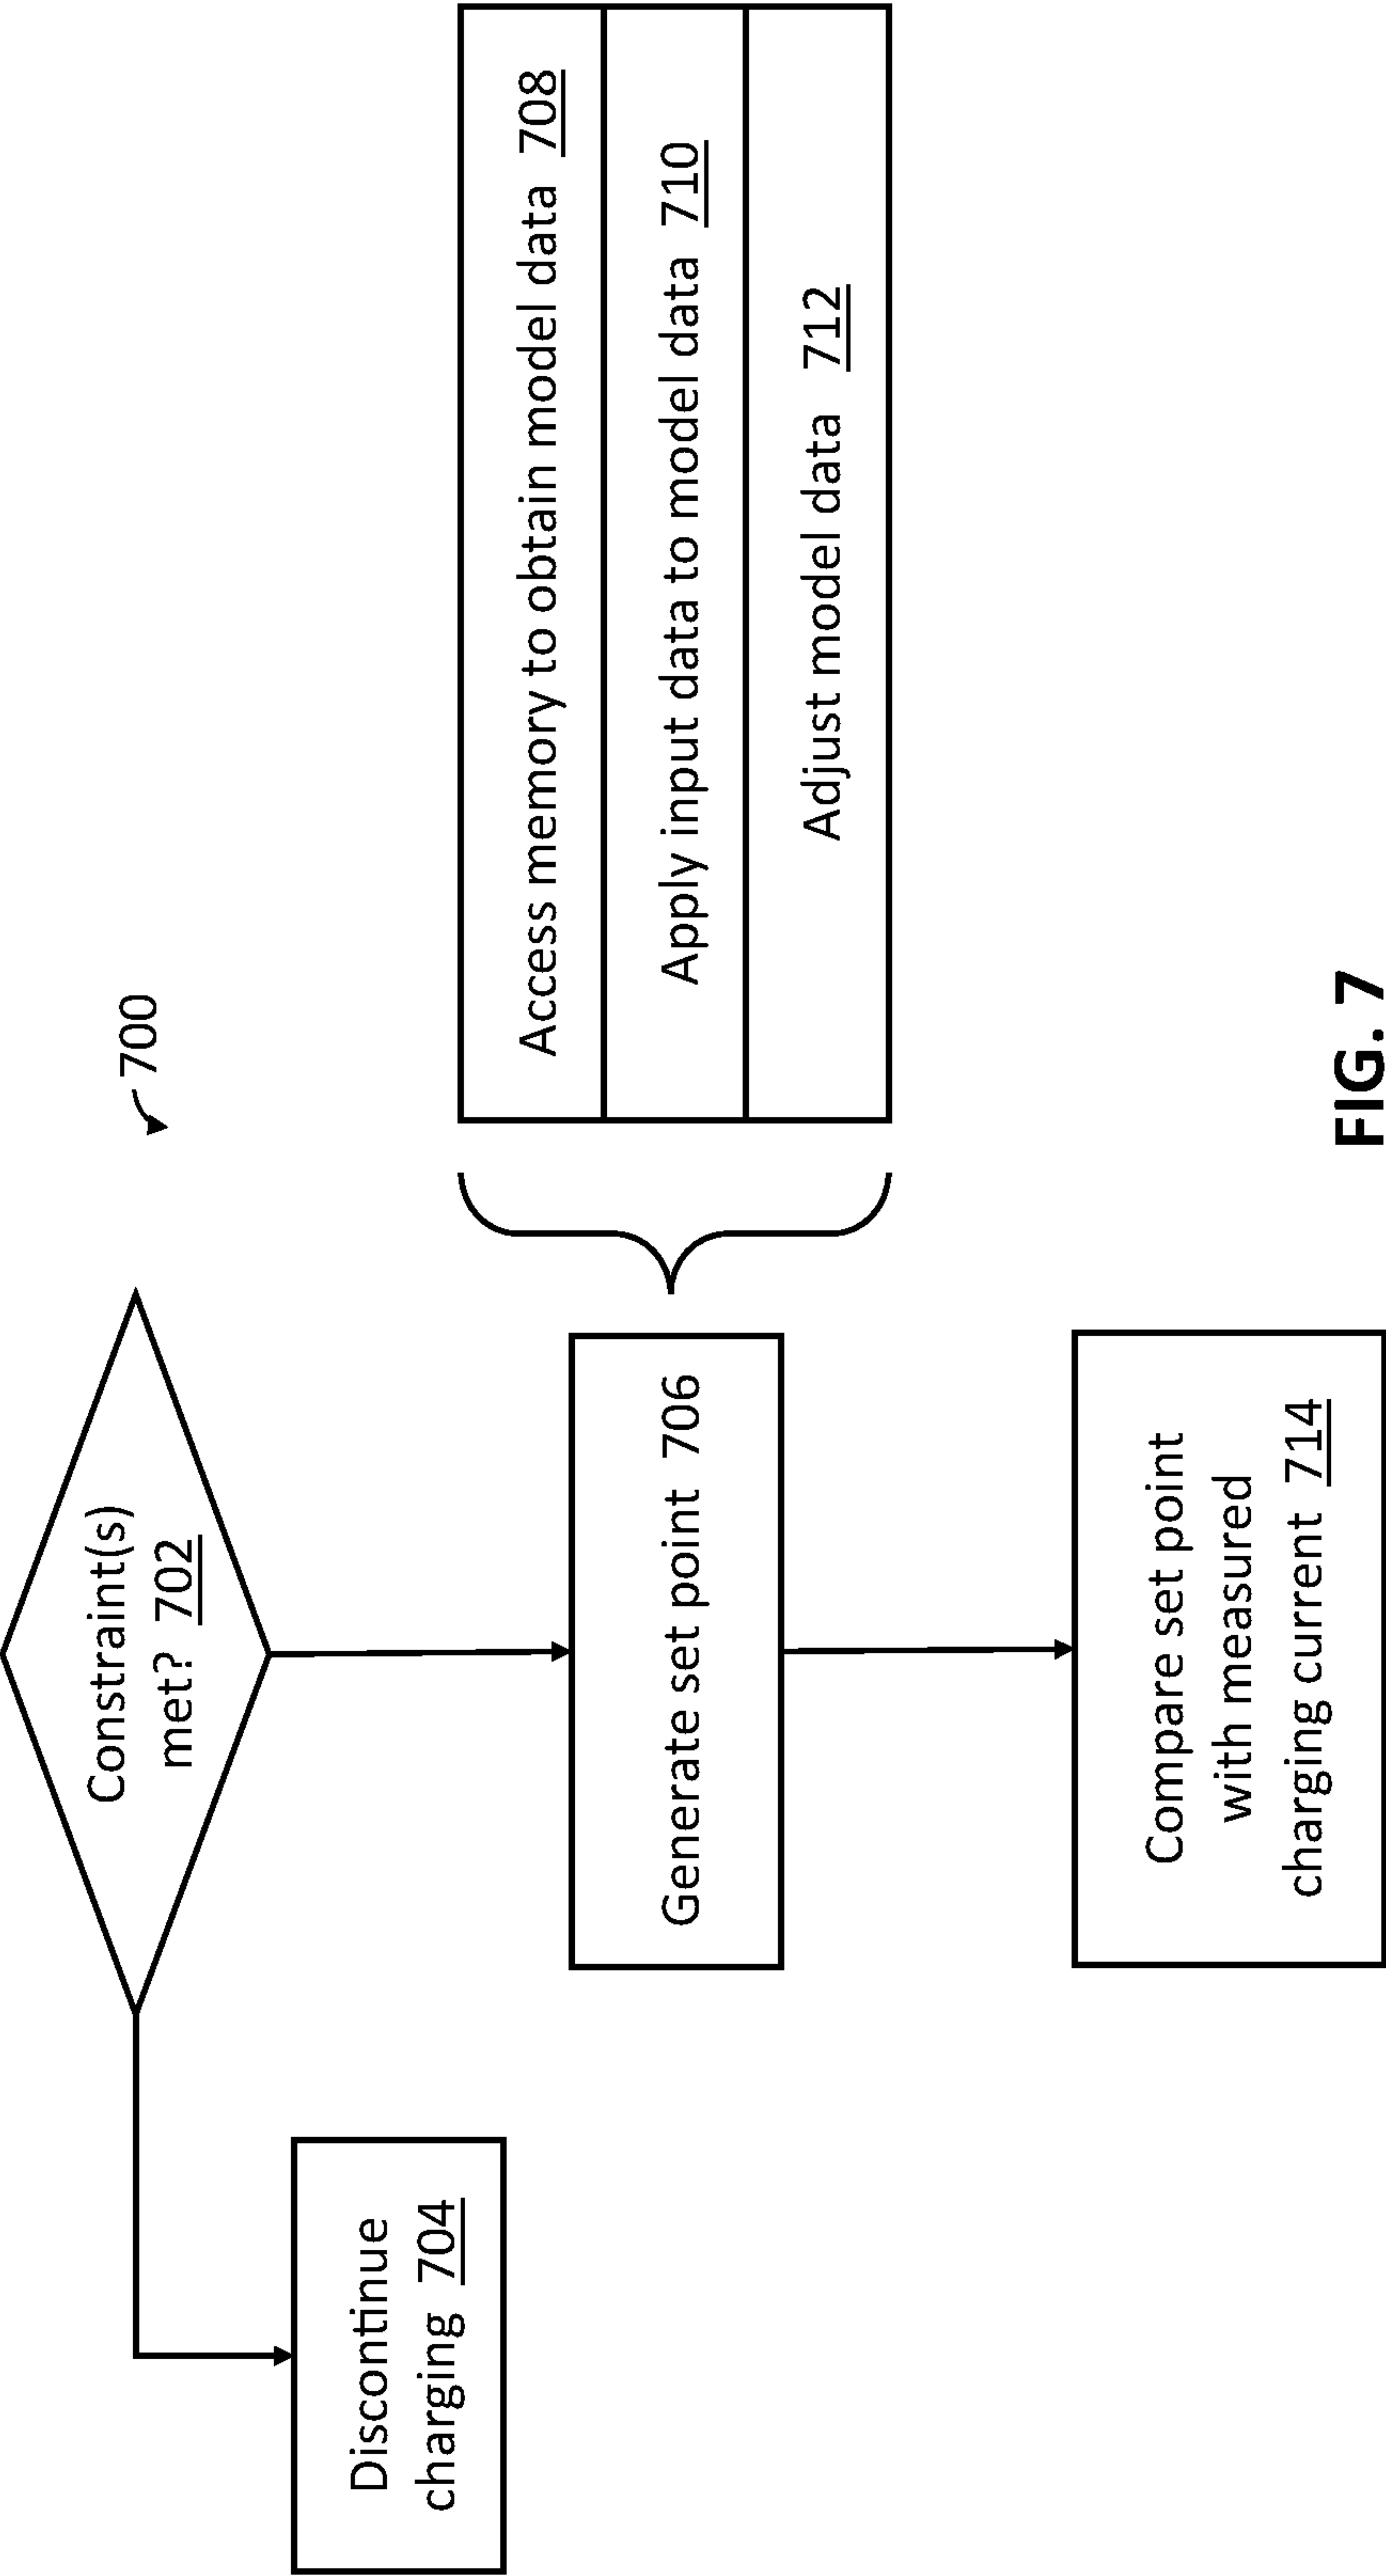 700
Constraint(s)
met? 702
Discontinue
charging 704
Generate set point 706
Access memory to obtain model data 708
Apply input data to model data 710
Adjust model data 712
Compare set point
with measured
charging current 714
FIG. 7